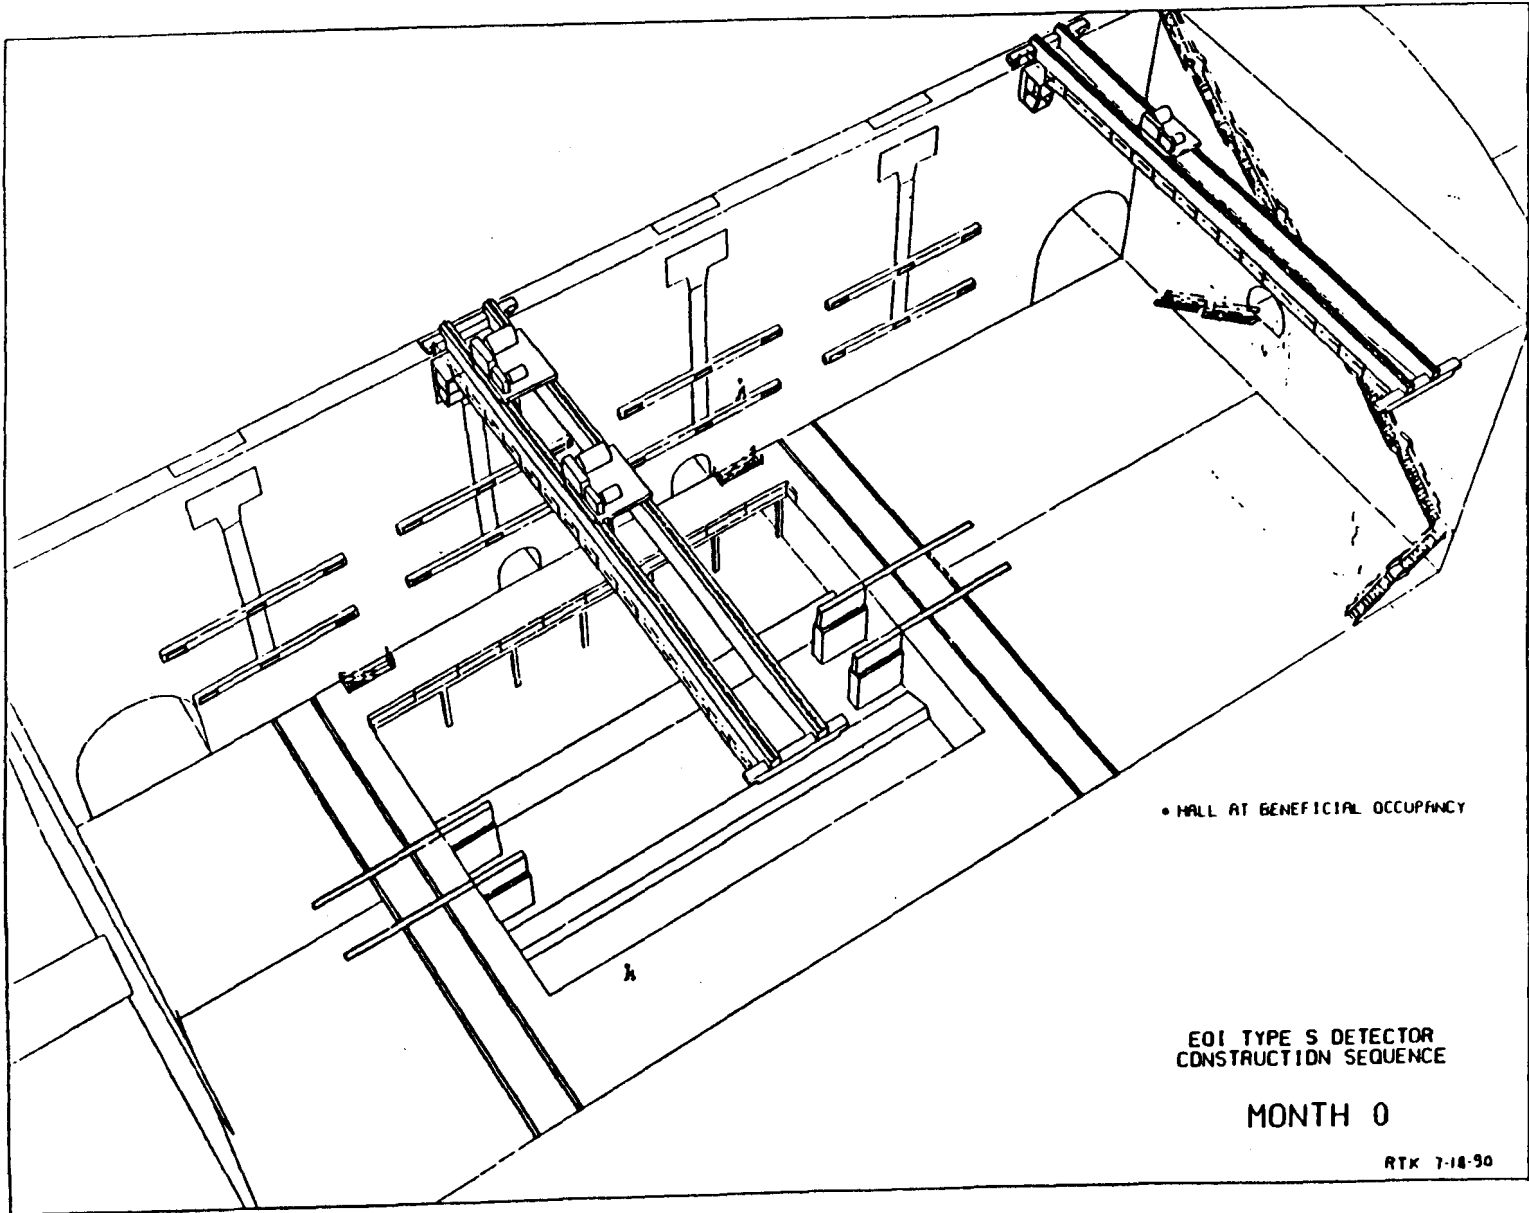 • HALL AT BENEFICIAL OCCUPANCY
EOI TYPE S DETECTOR
CONSTRUCTION SEQUENCE
MONTH 0
RTK 7-18-90